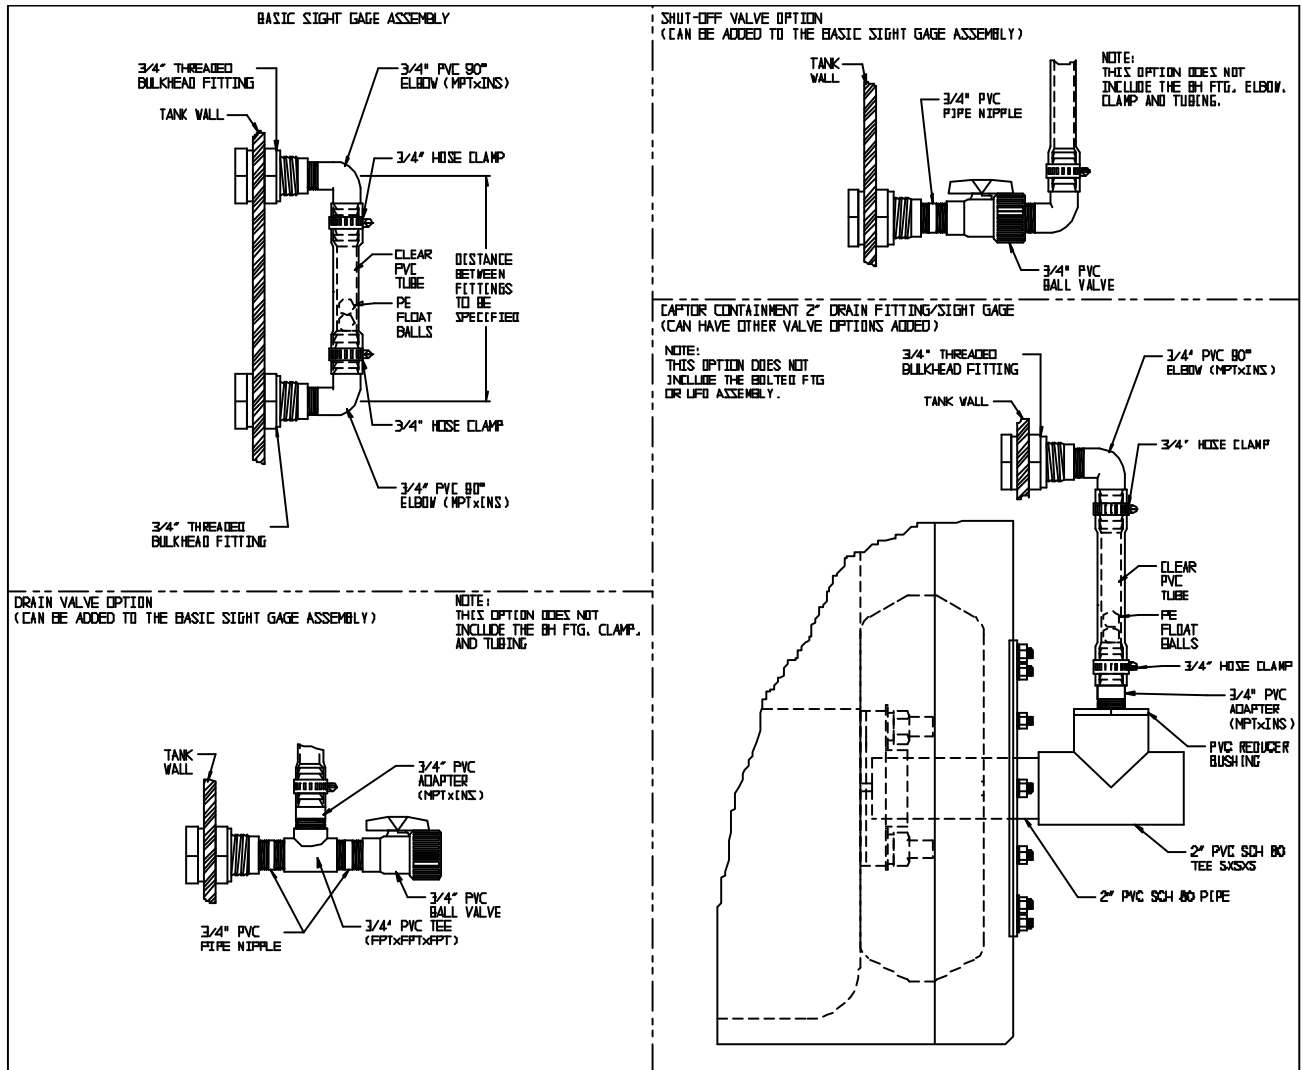 BASIC SIGHT GAGE ASSEMBLY
3/4" THREADED
BULKHEAD FITTING
3/4" PVC 90°
ELBOW (MPTxINS)
TANK WALL
3/4" HOSE CLAMP
CLEAR
PVC
TUBE
DISTANCE
BETWEEN
FITTINGS
TO BE
SPECIFIED
PE
FLOAT
BALLS
3/4" HOSE CLAMP
3/4" PVC 90°
ELBOW (MPTxINS)
3/4" THREADED
BULKHEAD FITTING
SHUT-OFF VALVE OPTION
(CAN BE ADDED TO THE BASIC SIGHT GAGE ASSEMBLY)
TANK
WALL
NOTE:
THIS OPTION DOES NOT
INCLUDE THE BH FTG, ELBOW,
CLAMP AND TUBING.
3/4" PVC
PIPE NIPPLE
3/4" PVC
BALL VALVE
DRAIN VALVE OPTION
(CAN BE ADDED TO THE BASIC SIGHT GAGE ASSEMBLY)
NOTE:
THIS OPTION DOES NOT
INCLUDE THE BH FTG, CLAMP,
AND TUBING
TANK
WALL
3/4" PVC
ADAPTER
(MPTxINS)
3/4" PVC
BALL VALVE
3/4" PVC TEE
(FPTxFPTxFPT)
3/4" PVC
PIPE NIPPLE
CAPTOR CONTAINMENT 2" DRAIN FITTING/SIGHT GAGE
(CAN HAVE OTHER VALVE OPTIONS ADDED)
NOTE:
THIS OPTION DOES NOT
INCLUDE THE BOLTED FTG
OR UFO ASSEMBLY.
3/4" THREADED
BULKHEAD FITTING
3/4" PVC 90°
ELBOW (MPTxINS)
TANK WALL
3/4" HOSE CLAMP
CLEAR
PVC
TUBE
PE
FLOAT
BALLS
3/4" HOSE CLAMP
3/4" PVC
ADAPTER
(MPTxINS)
PVC REDUCER
BUSHING
2" PVC SCH 80
TEE SXSXS
2" PVC SCH 80 PIPE